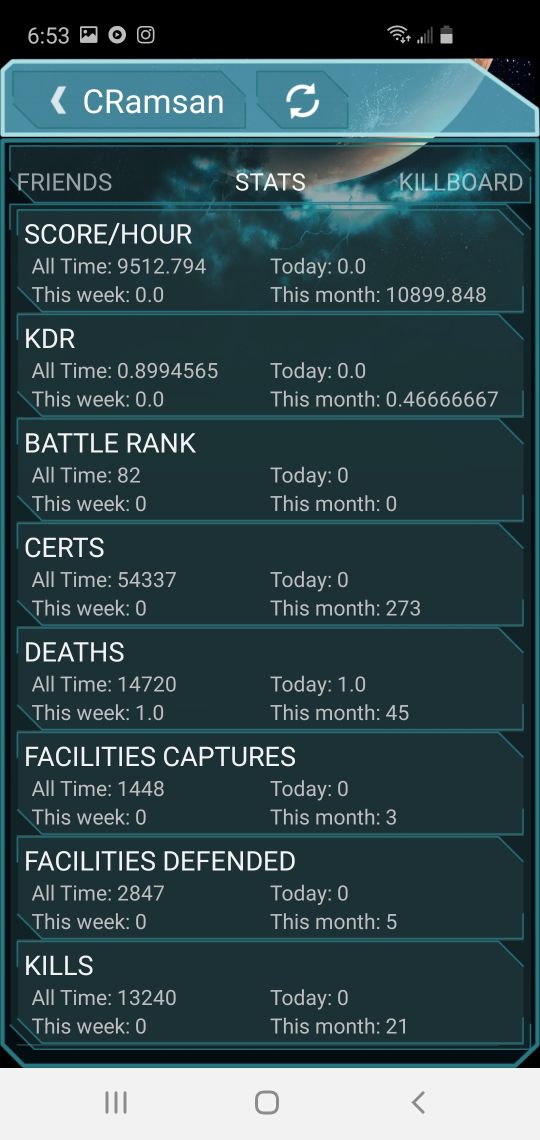 6:53
CRamsan
FRIENDS STATS KILLBOARD
SCORE/HOUR
All Time: 9512.794 Today: 0.0
This week: 0.0 This month: 10899.848
KDR
All Time: 0.8994565 Today: 0.0
This week: 0.0 This month: 0.46666667
BATTLE RANK
All Time: 82 Today: 0
This week: 0 This month: 0
CERTS
All Time: 54337 Today: 0
This week: 0 This month: 273
DEATHS
All Time: 14720 Today: 1.0
This week: 1.0 This month: 45
FACILITIES CAPTURES
All Time: 1448 Today: 0
This week: 0 This month: 3
FACILITIES DEFENDED
All Time: 2847 Today: 0
This week: 0 This month: 5
KILLS
All Time: 13240 Today: 0
This week: 0 This month: 21